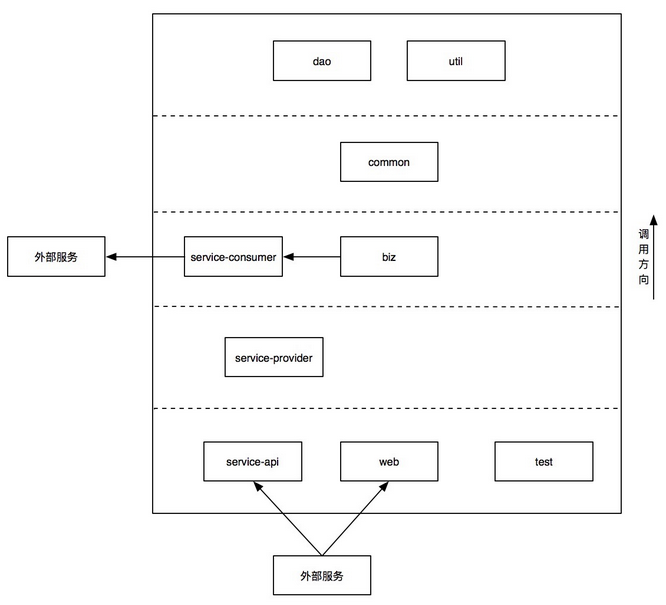 dao
util
common
外部服务
service-consumer
biz
调用方向
service-provider
service-api
web
test
外部服务